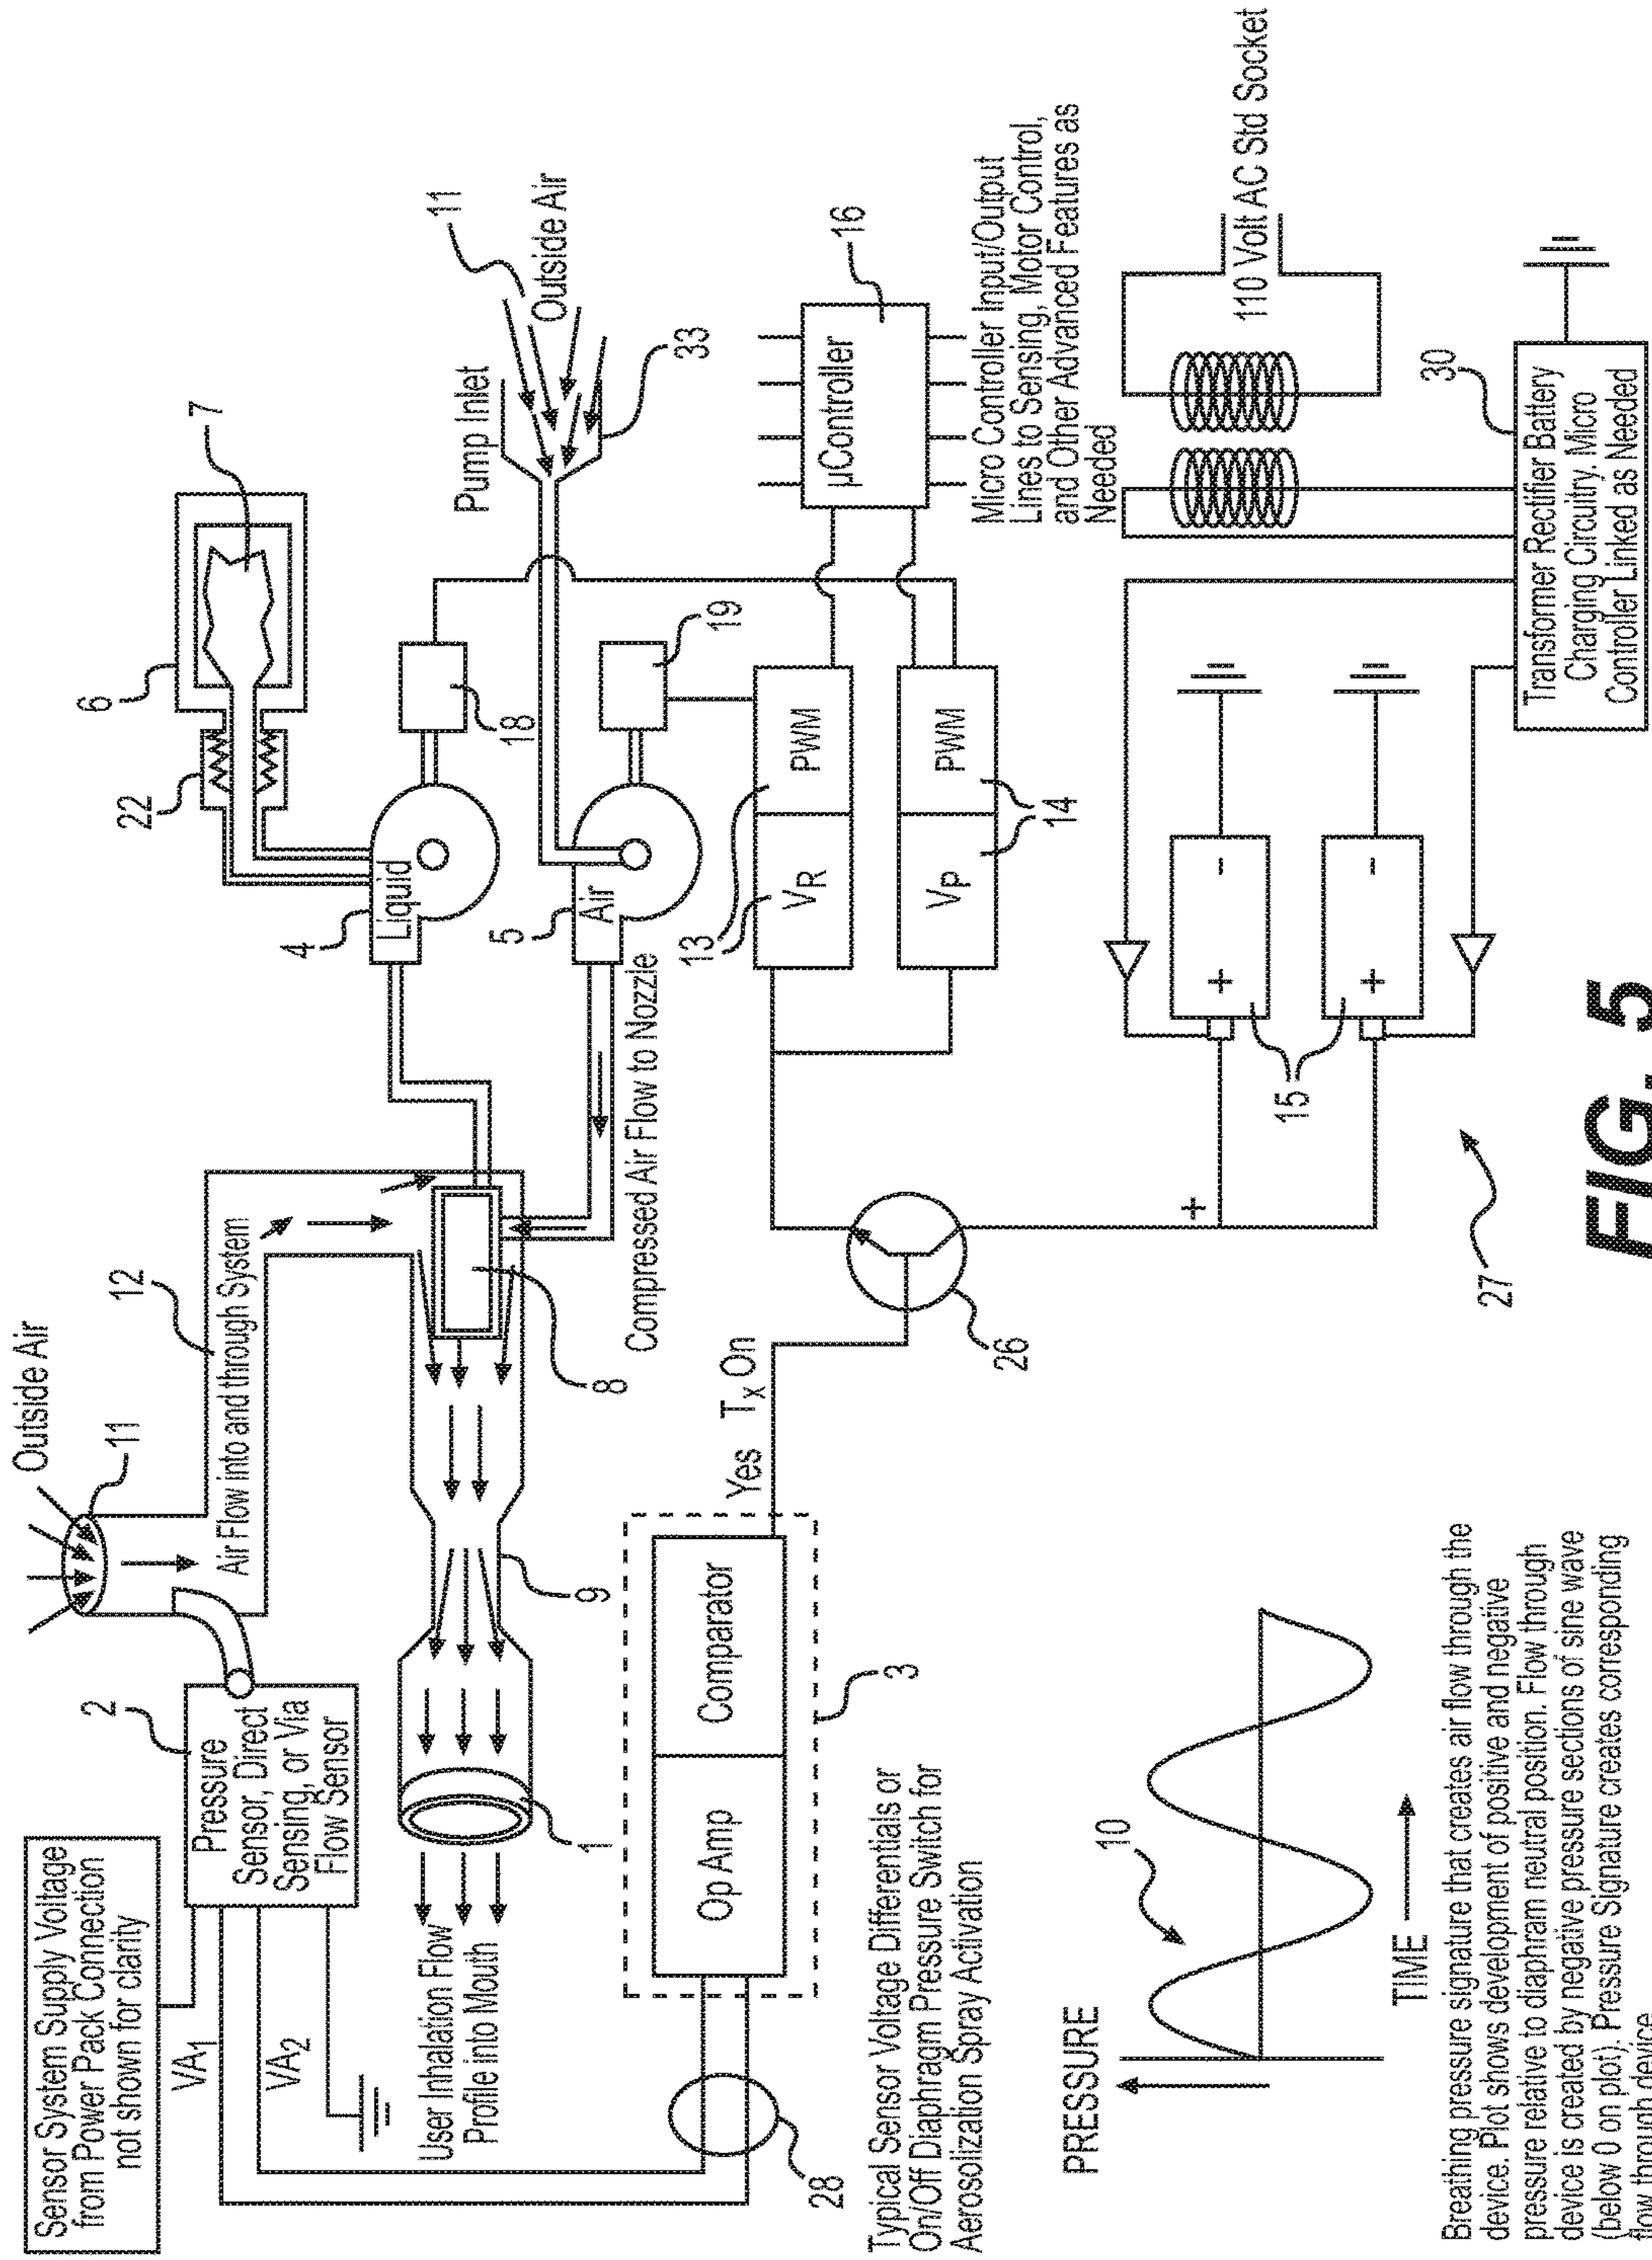 Sensor System Supply Voltage
from Power Pack Connection
not shown for clarity
VA1
VA2
2
Pressure
Sensor, Direct
Sensing, or Via
Flow Sensor
Outside Air
11
12
Air Flow into and through System
User Inhalation Flow
Profile into Mouth
1
9
8
Compressed Air Flow to Nozzle
22
6
7
4
Liquid
18
5
Air
19
Pump Inlet
11
Outside Air
33
28
Op Amp
Comparator
3
Yes
Tx On
26
13
VR
PWM
VP
PWM
14
µController
16
Micro Controller Input/Output
Lines to Sensing, Motor Control,
and Other Advanced Features as
Needed
Typical Sensor Voltage Differentials or
On/Off Diaphragm Pressure Switch for
Aerosolization Spray Activation
PRESSURE
10
TIME
+
15
+
-
+
-
27
110 Volt AC Std Socket
30
Transformer Rectifier Battery
Charging Circuitry. Micro
Controller Linked as Needed
Breathing pressure signature that creates air flow through the
device. Plot shows development of positive and negative
pressure relative to diaphram neutral position. Flow through
device is created by negative pressure sections of sine wave
(below 0 on plot). Pressure Signature creates corresponding
flow through device
FIG. 5